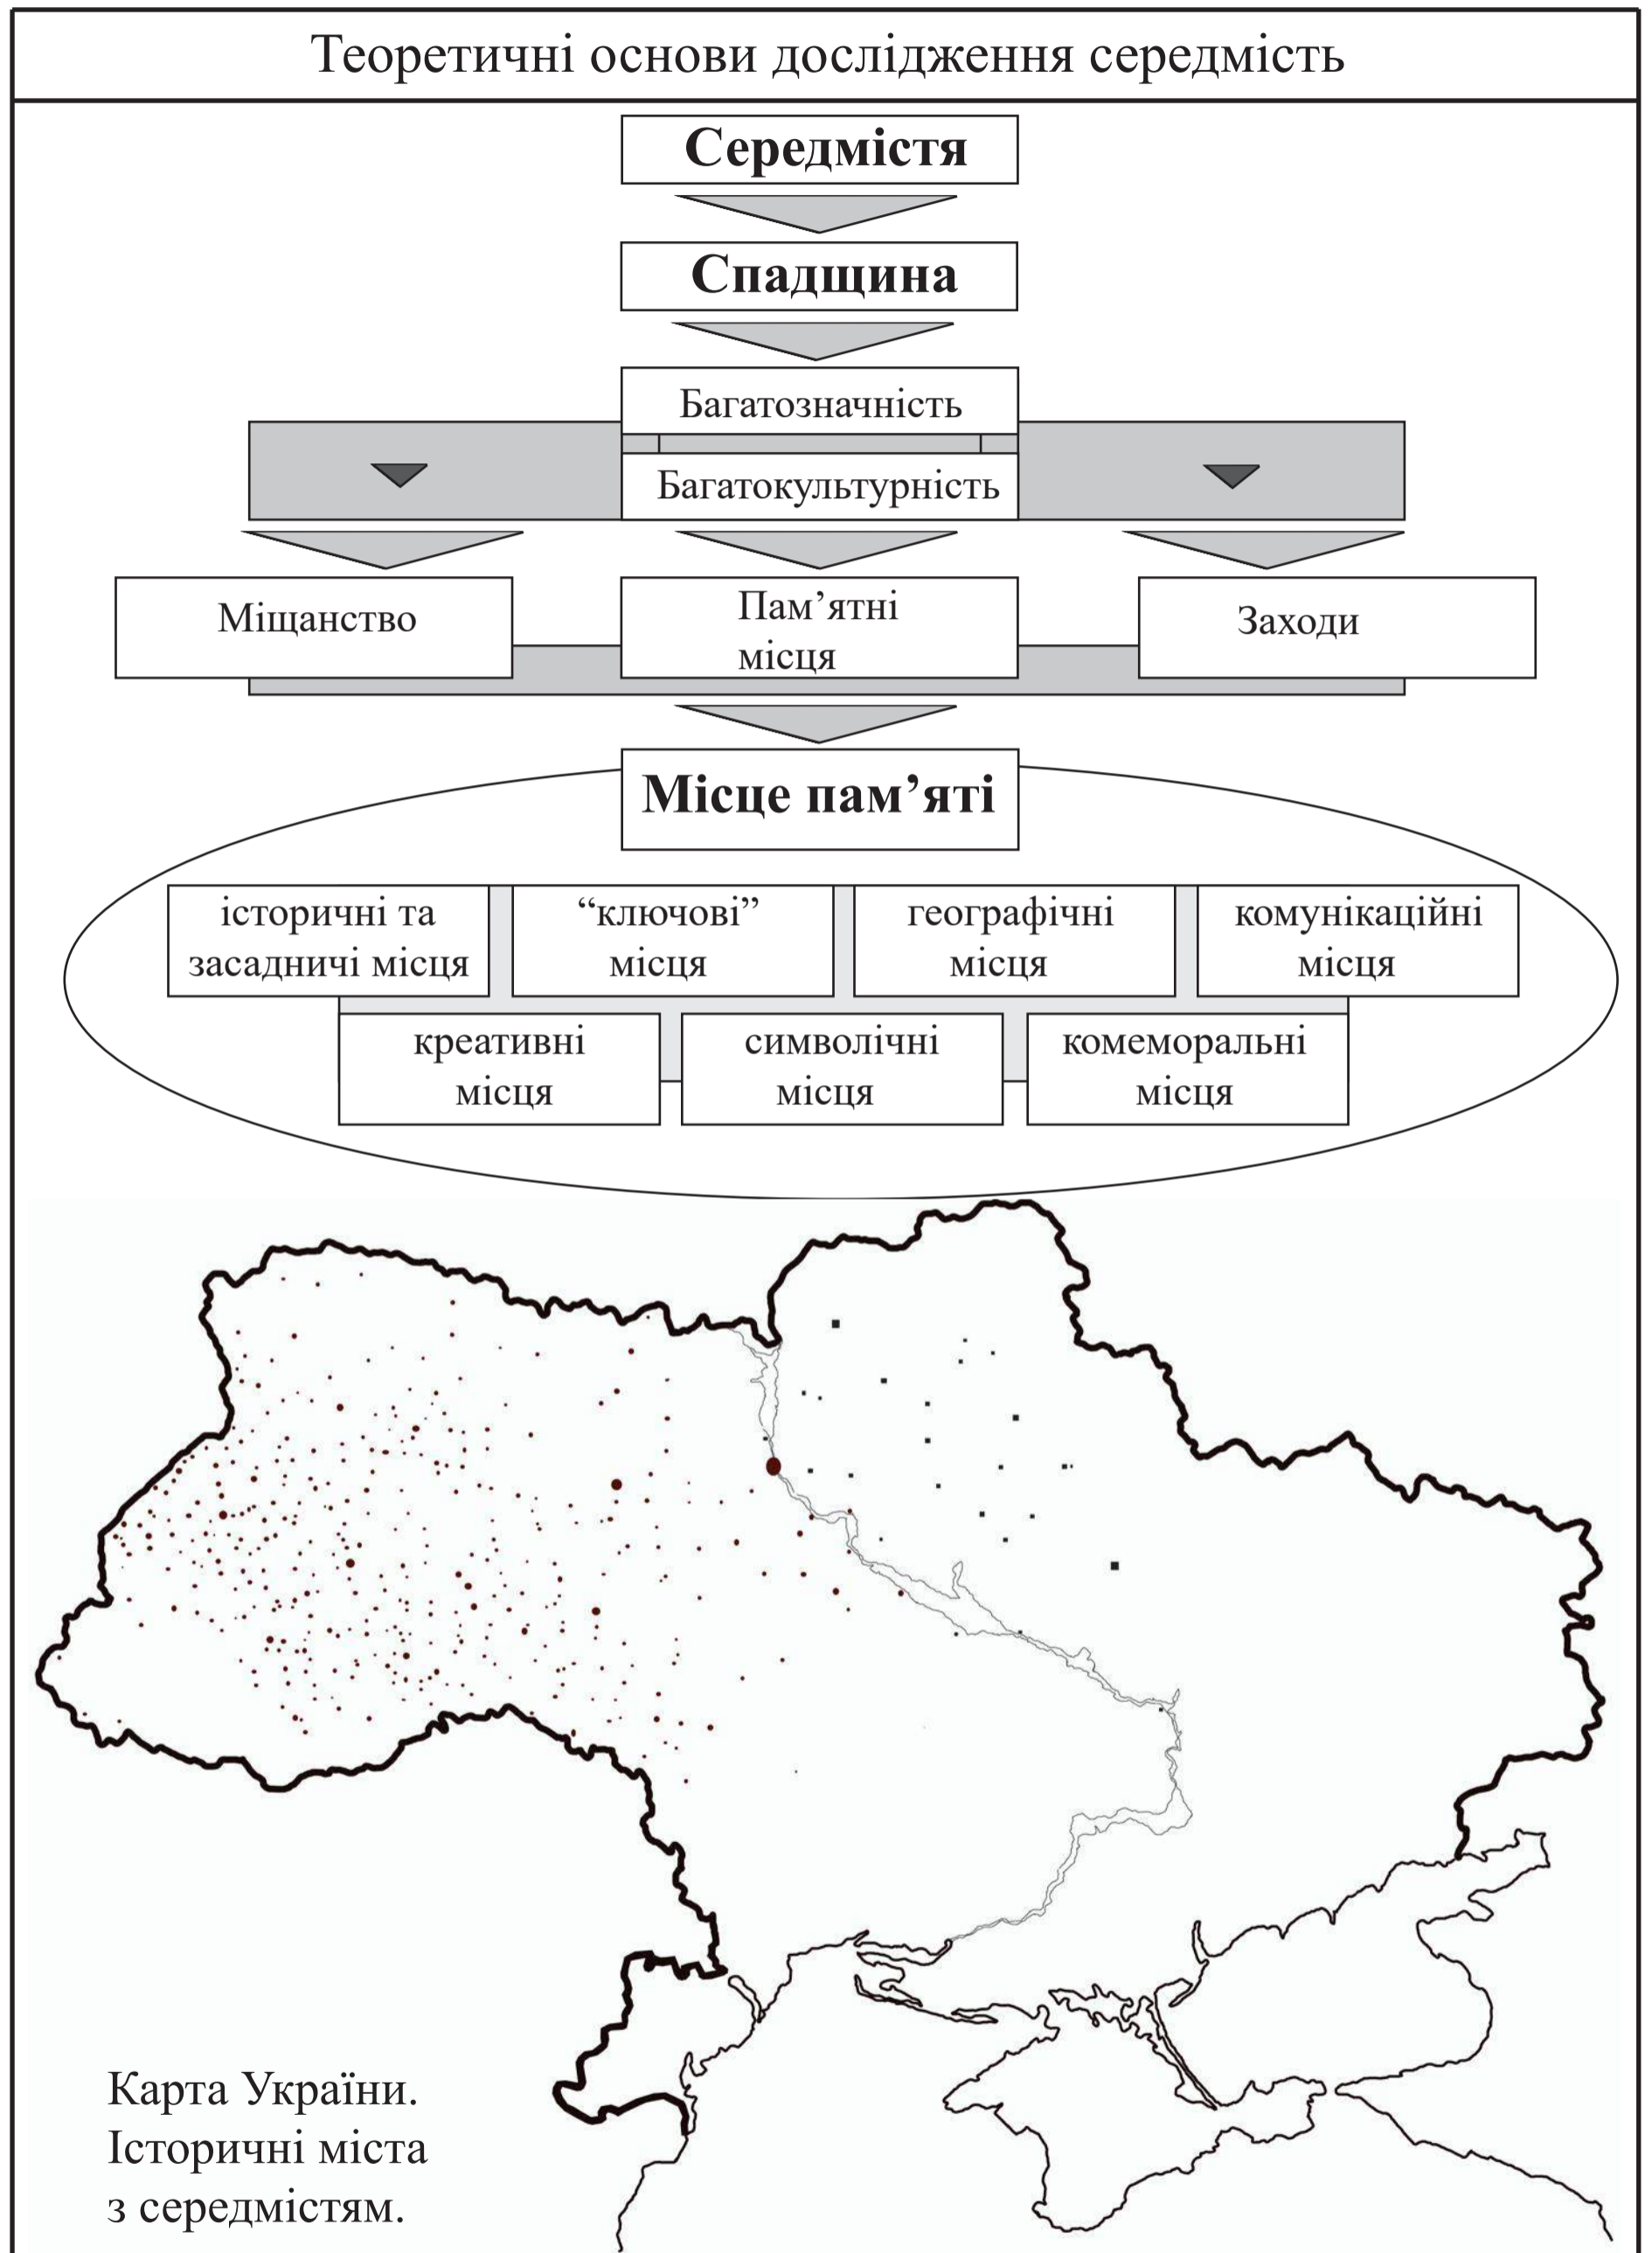 Теоретичні основи дослідження середмість
Середмістя
Спадщина
Багатозначність
Багатокультурність
Міщанство
Пам’ятні
місця
Заходи
Місце пам’яті
історичні та
засадничі місця
“ключові”
місця
географічні
місця
комунікаційні
місця
креативні
місця
символічні
місця
комеморальні
місця
Карта України.
Історичні міста
з середмістям.